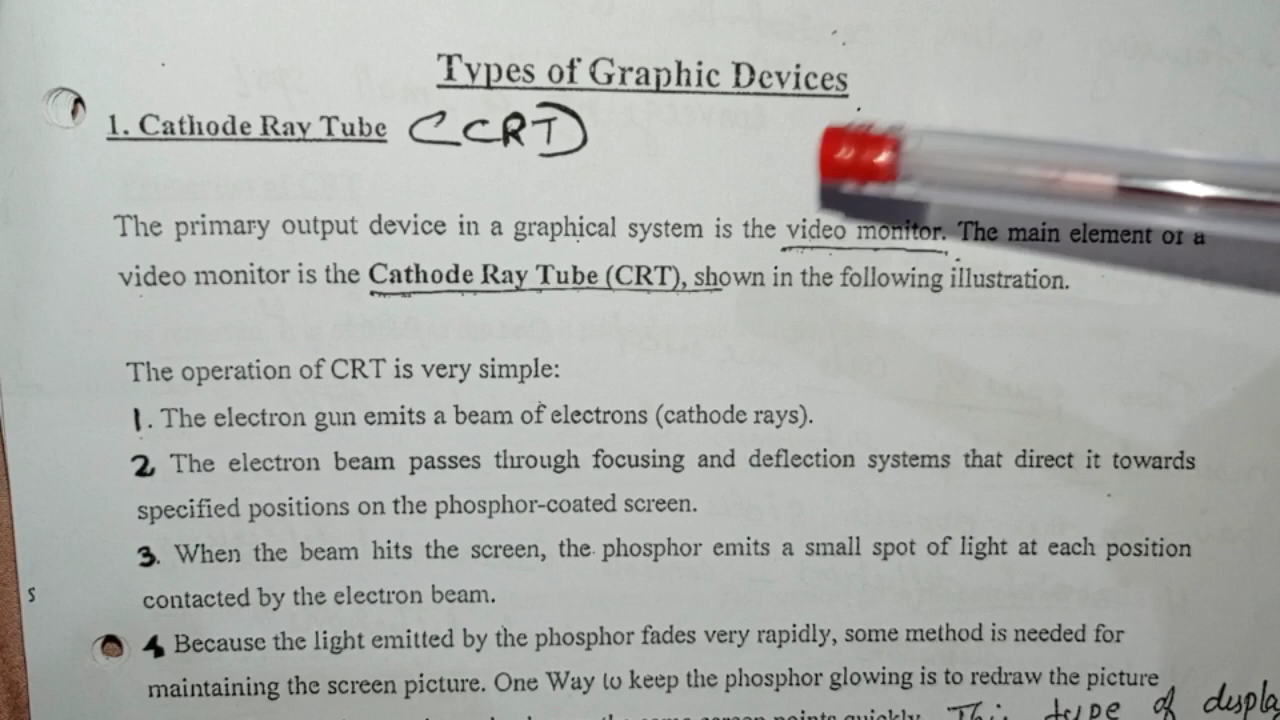 Types of Graphic Devices
1. Cathode Ray Tube (CRT)
The primary output device in a graphical system is the video monitor. The main element of a
video monitor is the Cathode Ray Tube (CRT), shown in the following illustration.
The operation of CRT is very simple:
1. The electron gun emits a beam of electrons (cathode rays).
2 The electron beam passes through focusing and deflection systems that direct it towards
specified positions on the phosphor-coated screen.
3. When the beam hits the screen, the phosphor emits a small spot of light at each position
contacted by the electron beam.
s
4 Because the light emitted by the phosphor fades very rapidly, some method is needed for
maintaining the screen picture. One Way to keep the phosphor glowing is to redraw the picture
screen points quickly. This type of displa